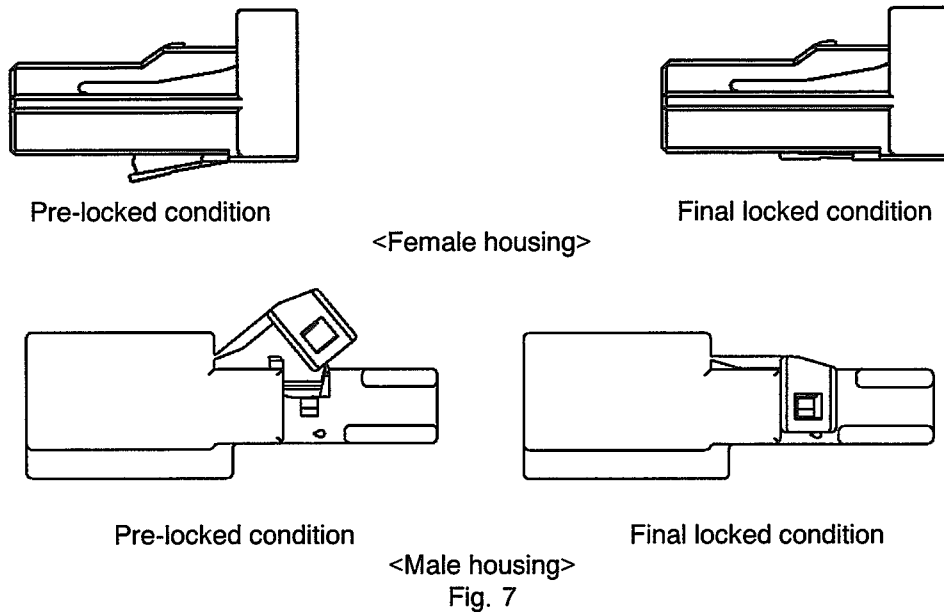 Pre-locked condition
Final locked condition
<Female housing>
Pre-locked condition
Final locked condition
<Male housing>
Fig. 7